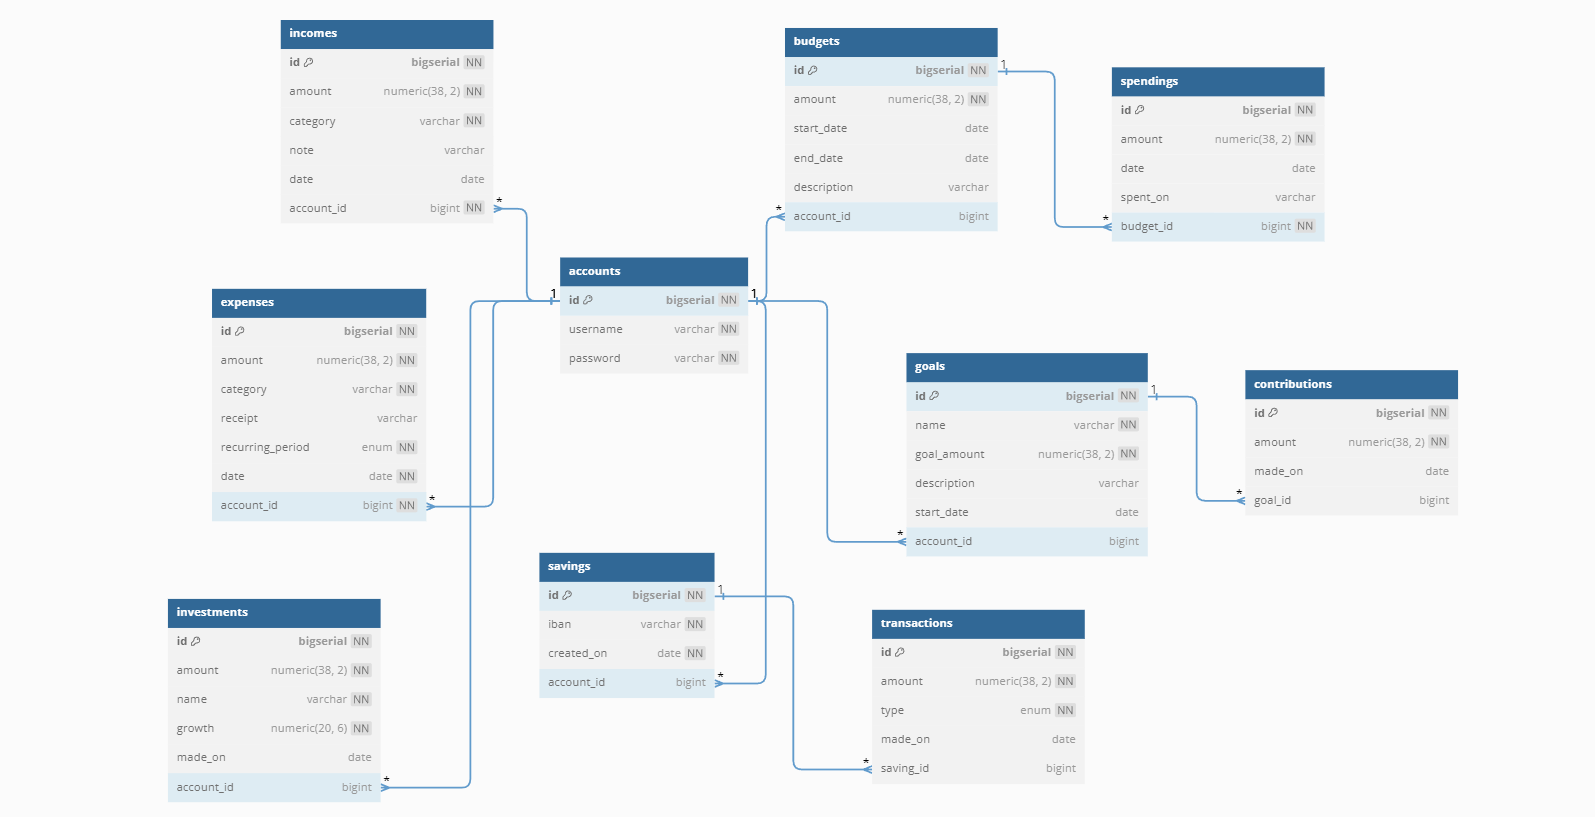 incomes
id bigserial NN
amount numeric(38, 2) NN
category varchar NN
note varchar
date date
account_id bigint NN
*
budgets
id bigserial NN
1
amount numeric(38, 2) NN
start_date date
end_date date
description varchar
account_id bigint
*
spendings
id bigserial NN
amount numeric(38, 2) NN
date date
spent_on varchar
budget_id bigint NN
*
accounts
id bigserial NN
1
1
username varchar NN
password varchar NN
expenses
id bigserial NN
amount numeric(38, 2) NN
category varchar NN
receipt varchar
recurring_period enum NN
date date NN
account_id bigint NN
*
goals
id bigserial NN
1
name varchar NN
goal_amount numeric(38, 2) NN
description varchar
start_date date
account_id bigint
*
contributions
id bigserial NN
amount numeric(38, 2) NN
made_on date
goal_id bigint
*
savings
id bigserial NN
1
iban varchar NN
created_on date NN
account_id bigint
*
investments
id bigserial NN
amount numeric(38, 2) NN
name varchar NN
growth numeric(20, 6) NN
made_on date
account_id bigint
*
transactions
id bigserial NN
amount numeric(38, 2) NN
type enum NN
made_on date
saving_id bigint
*